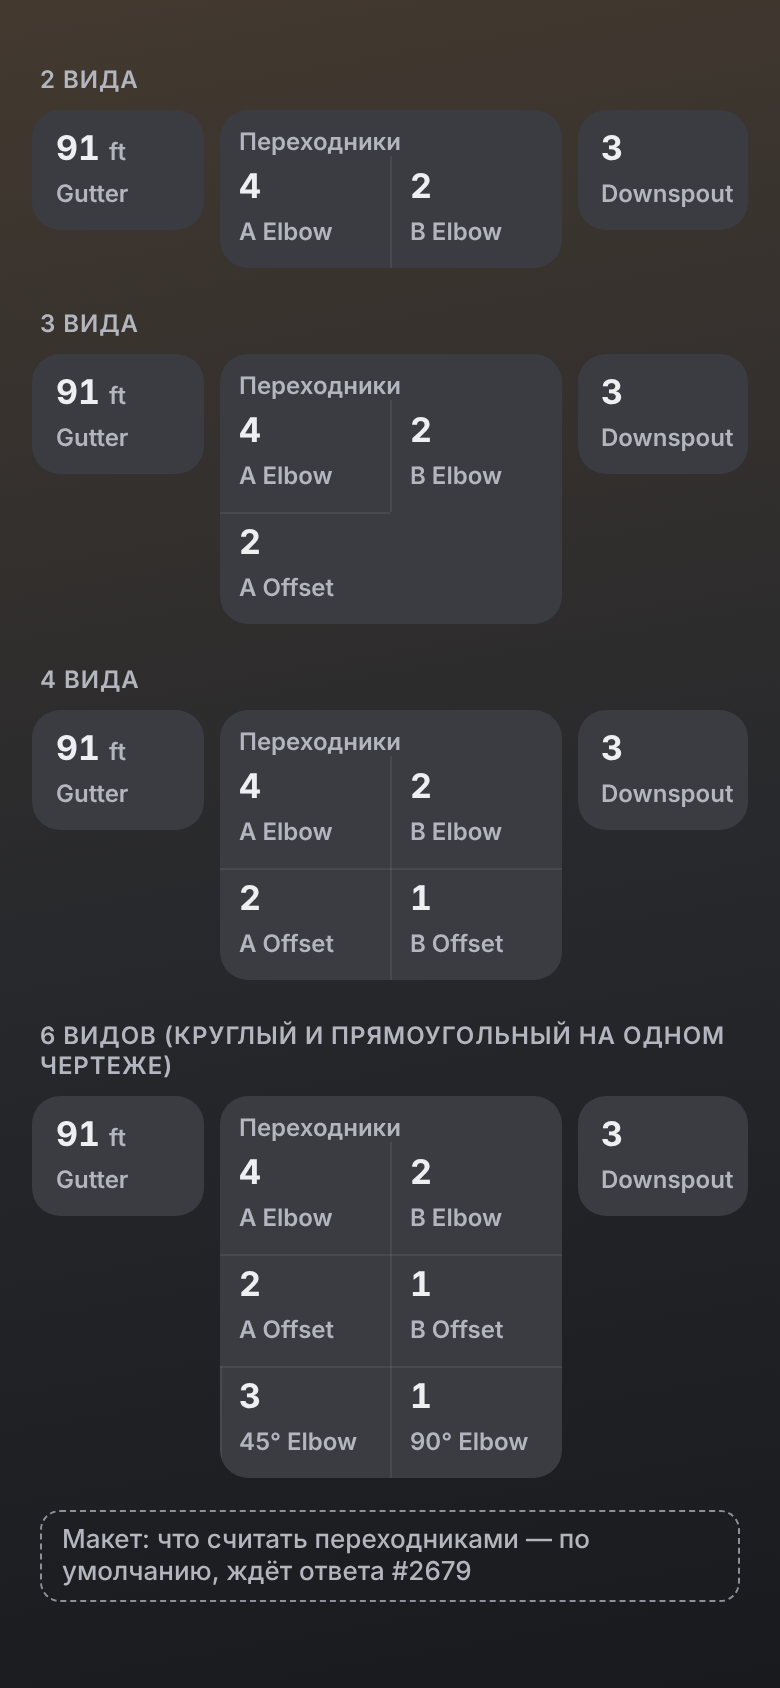 2 ВИДА
91 ft
Gutter
Переходники
4
A Elbow
2
B Elbow
3
Downspout
3 ВИДА
91 ft
Gutter
Переходники
4
A Elbow
2
B Elbow
2
A Offset
3
Downspout
4 ВИДА
91 ft
Gutter
Переходники
4
A Elbow
2
B Elbow
2
A Offset
1
B Offset
3
Downspout
6 ВИДОВ (КРУГЛЫЙ И ПРЯМОУГОЛЬНЫЙ НА ОДНОМ
ЧЕРТЕЖЕ)
91 ft
Gutter
Переходники
4
A Elbow
2
B Elbow
2
A Offset
1
B Offset
3
45° Elbow
1
90° Elbow
3
Downspout
Макет: что считать переходниками — по
умолчанию, ждёт ответа #2679